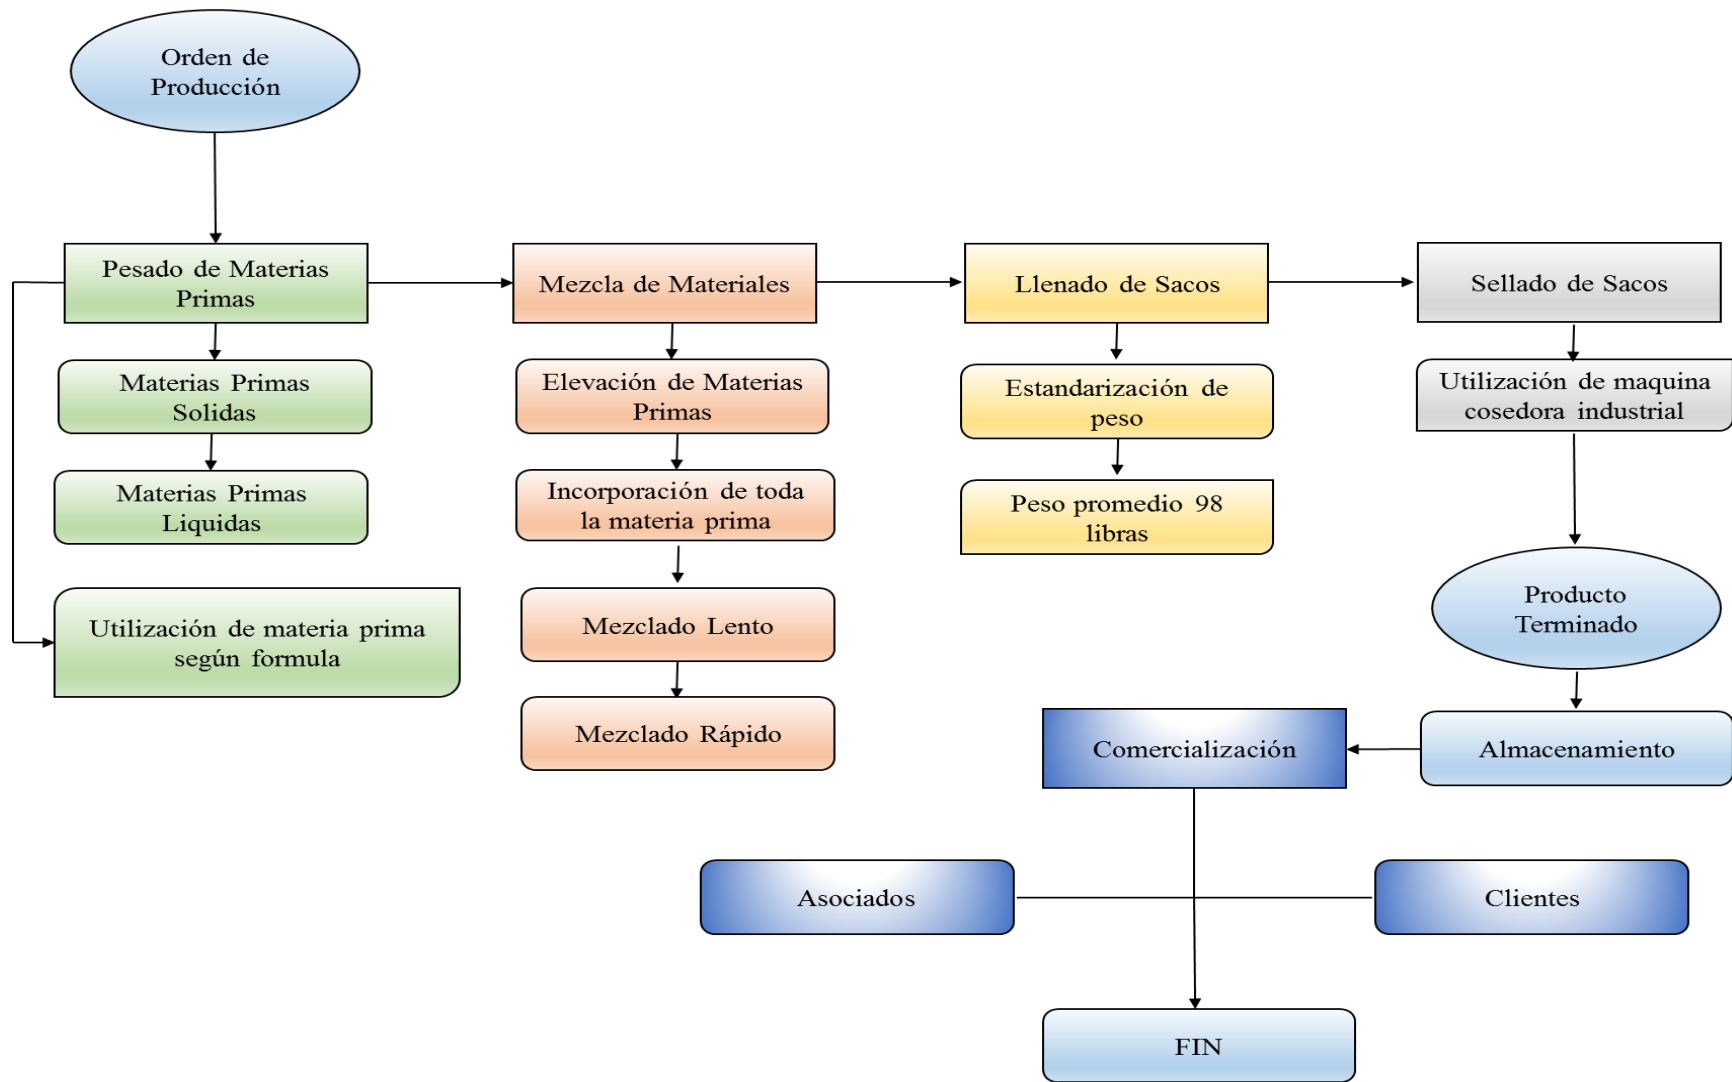 Orden de
Producción
Pesado de Materias
Primas
Mezcla de Materiales
Llenado de Sacos
Sellado de Sacos
Materias Primas
Solidas
Elevación de Materias
Primas
Estandarización de
peso
Utilización de maquina
cosedora industrial
Materias Primas
Liquidas
Incorporación de toda
la materia prima
Peso promedio 98
libras
Utilización de materia prima
según formula
Mezclado Lento
Producto
Terminado
Mezclado Rápido
Comercialización
Almacenamiento
Asociados
Clientes
FIN